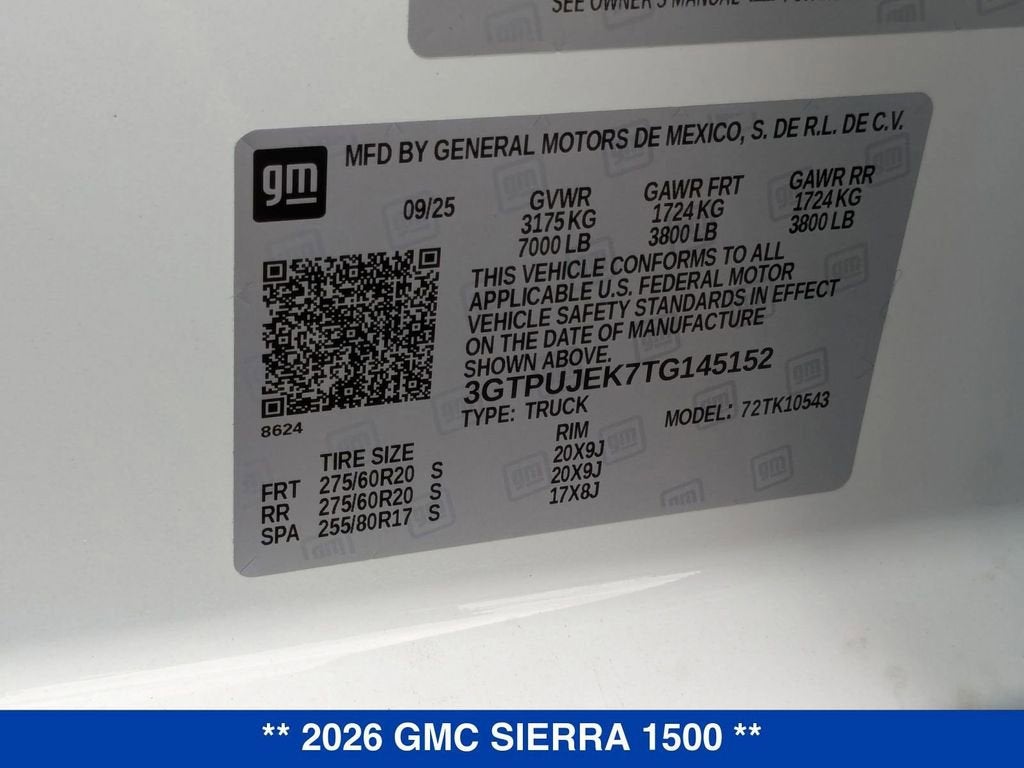 SEE OWNER'S MANUAL
gm
MFD BY GENERAL MOTORS DE MEXICO, S. DE R.L. DE C.V.
09/25 GVWR GAWR FRT GAWR RR
3175 KG 1724 KG 1724 KG
7000 LB 3800 LB 3800 LB
THIS VEHICLE CONFORMS TO ALL
APPLICABLE U.S. FEDERAL MOTOR
VEHICLE SAFETY STANDARDS IN EFFECT
ON THE DATE OF MANUFACTURE
SHOWN ABOVE.
3GTPUJEK7TG145152
TYPE: TRUCK MODEL: 72TK10543
8624
TIRE SIZE RIM
FRT 275/60R20 S 20X9J
RR 275/60R20 S 20X9J
SPA 255/80R17 S 17X8J
** 2026 GMC SIERRA 1500 **